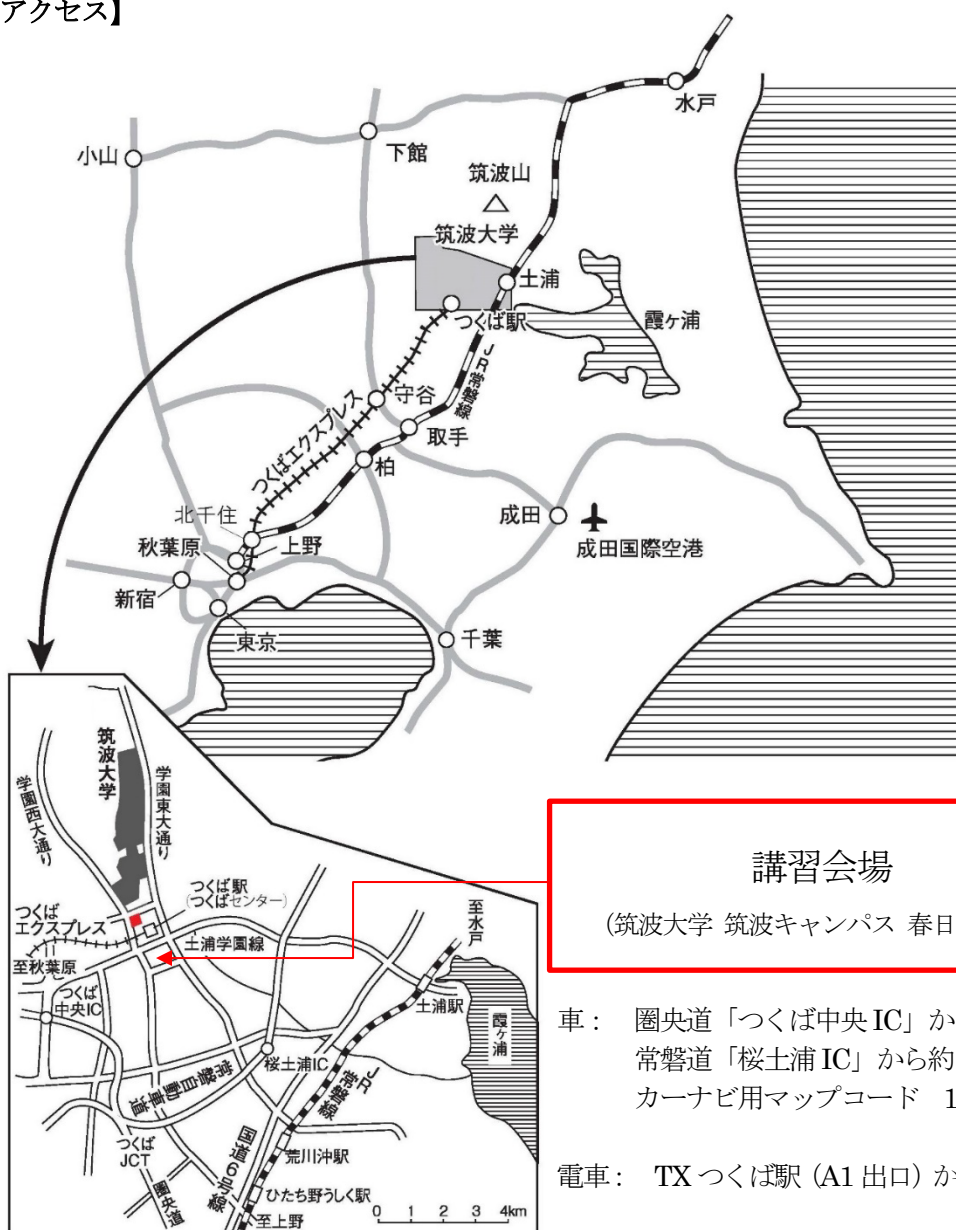 アクセス】
水戸
小山
下館
筑波山
筑波大学
土浦
つくば駅
霞ヶ浦
JR常磐線
守谷
つくばエクスプレス
取手
柏
北千住
成田
秋葉原
上野
成田国際空港
新宿
東京
千葉
筑波大学
学園東大通り
学園西大通り
つくば駅
(つくばセンター)
つくば
エクスプレス
土浦学園線
至秋葉原
つくば
中央IC
至水戸
土浦駅
霞ヶ浦
桜土浦IC
常磐自動車道
JR常磐線
つくば
JCT
国道6号線
荒川沖駅
圏央道
ひたち野うしく駅
至上野
0 1 2 3 4km
講習会場
(筑波大学 筑波キャンパス 春日
車： 圏央道「つくば中央 IC」か
常磐道「桜土浦 IC」から約
カーナビ用マップコード 1
電車： TX つくば駅（A1 出口）か